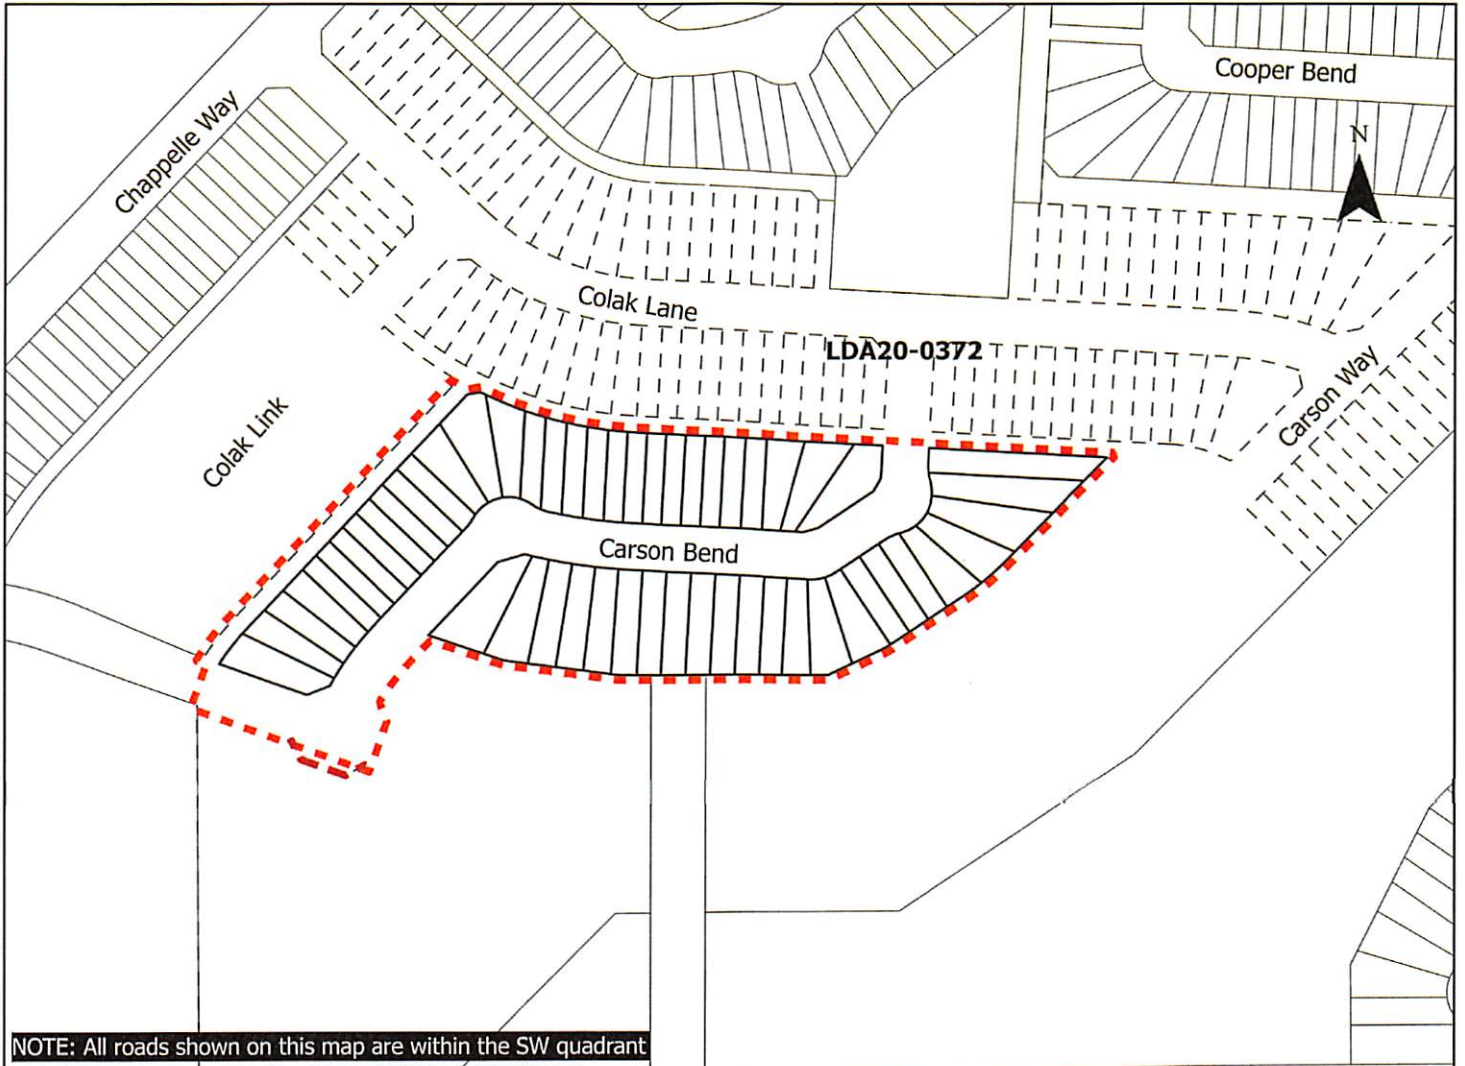 Cooper Bend
N
Chappelle Way
Colak Lane
LDA20-0372
Carson Way
Colak Link
Carson Bend
NOTE: All roads shown on this map are within the SW quadrant